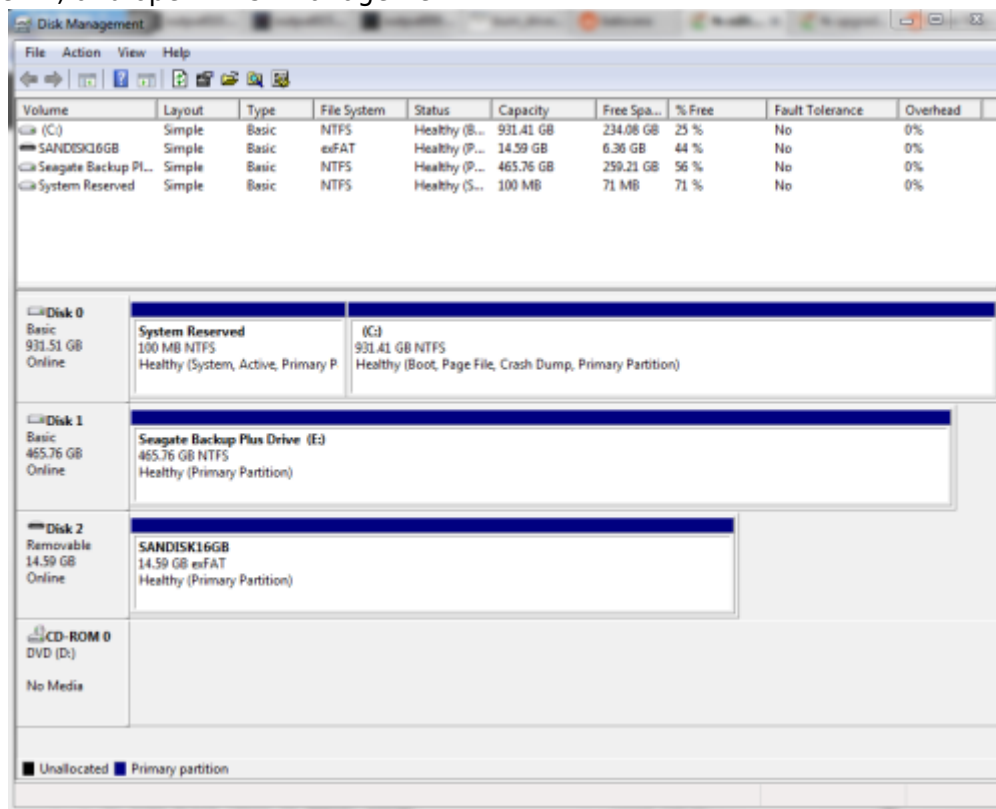 Disk Management
File Action View Help
Volume Layout Type File System Status Capacity Free Spa... % Free Fault Tolerance Overhead
(C:) Simple Basic NTFS Healthy (B... 931.41 GB 234.08 GB 25 % No 0%
SANDISK16GB Simple Basic exFAT Healthy (P... 14.59 GB 6.36 GB 44 % No 0%
Seagate Backup Pl... Simple Basic NTFS Healthy (P... 465.76 GB 259.21 GB 56 % No 0%
System Reserved Simple Basic NTFS Healthy (S... 100 MB 71 MB 71 % No 0%
Disk 0
Basic
931.51 GB
Online
System Reserved
100 MB NTFS
Healthy (System, Active, Primary P
(C:)
931.41 GB NTFS
Healthy (Boot, Page File, Crash Dump, Primary Partition)
Disk 1
Basic
465.76 GB
Online
Seagate Backup Plus Drive (E:)
465.76 GB NTFS
Healthy (Primary Partition)
Disk 2
Removable
14.59 GB
Online
SANDISK16GB
14.59 GB exFAT
Healthy (Primary Partition)
CD-ROM 0
DVD (D:)
No Media
Unallocated Primary partition